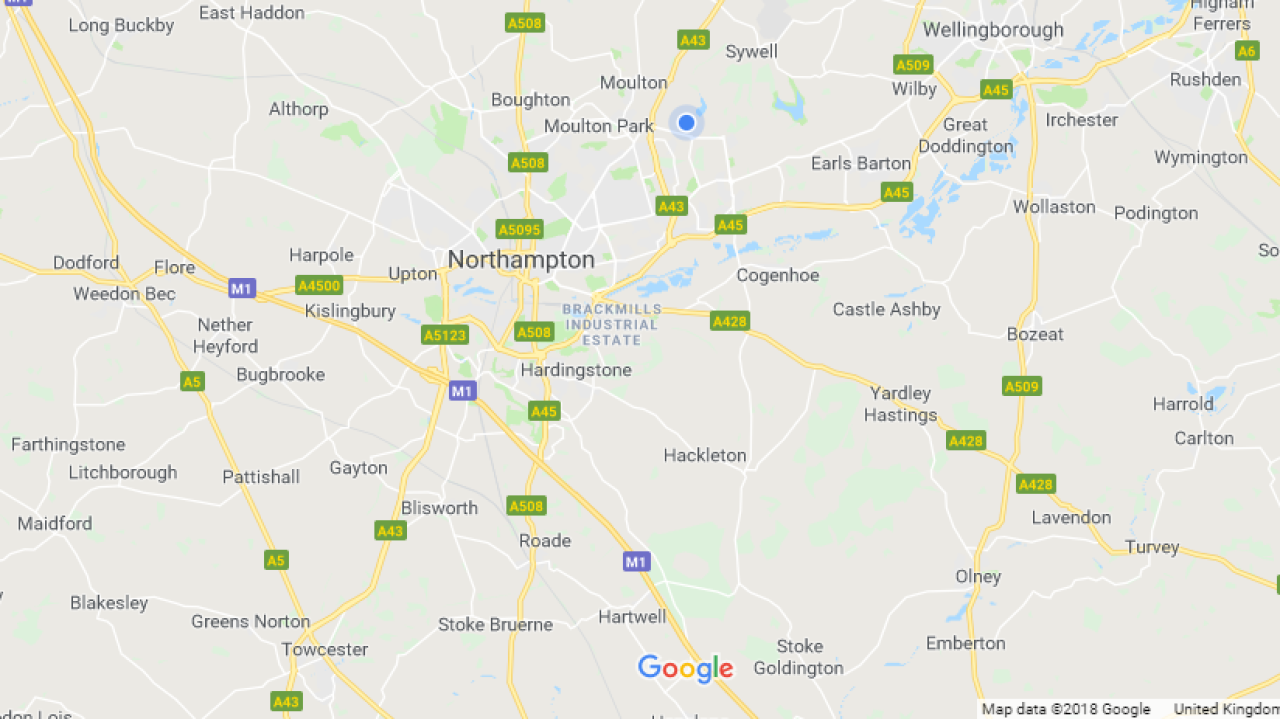 M1
East Haddon
Long Buckby
A508
A43
Sywell
Wellingborough
Higham
Ferrers
A6
A509
A45
Wilby
Rushden
Moulton
Boughton
Althorp
Moulton Park
Great
Doddington
Irchester
A508
Earls Barton
Wymington
A43
A45
A45
Wollaston
Podington
A5095
Northampton
Harpole
Dodford
Flore
Upton
Cogenhoe
So
M1
A4500
Weedon Bec
Kislingbury
BRACKMILLS
INDUSTRIAL
ESTATE
A428
Castle Ashby
Nether
Heyford
A5123
A508
Bozeat
Hardingstone
Bugbrooke
A5
M1
A509
Yardley
Hastings
Harrold
A45
Carlton
Farthingstone
A428
Litchborough
Pattishall
Gayton
Hackleton
A428
Blisworth
A508
Maidford
A43
Lavendon
Roade
Turvey
A5
M1
Olney
Blakesley
Greens Norton
Stoke Bruerne
Hartwell
Towcester
Stoke
Goldington
Emberton
Google
A43
Map data ©2018 Google
United Kingdom